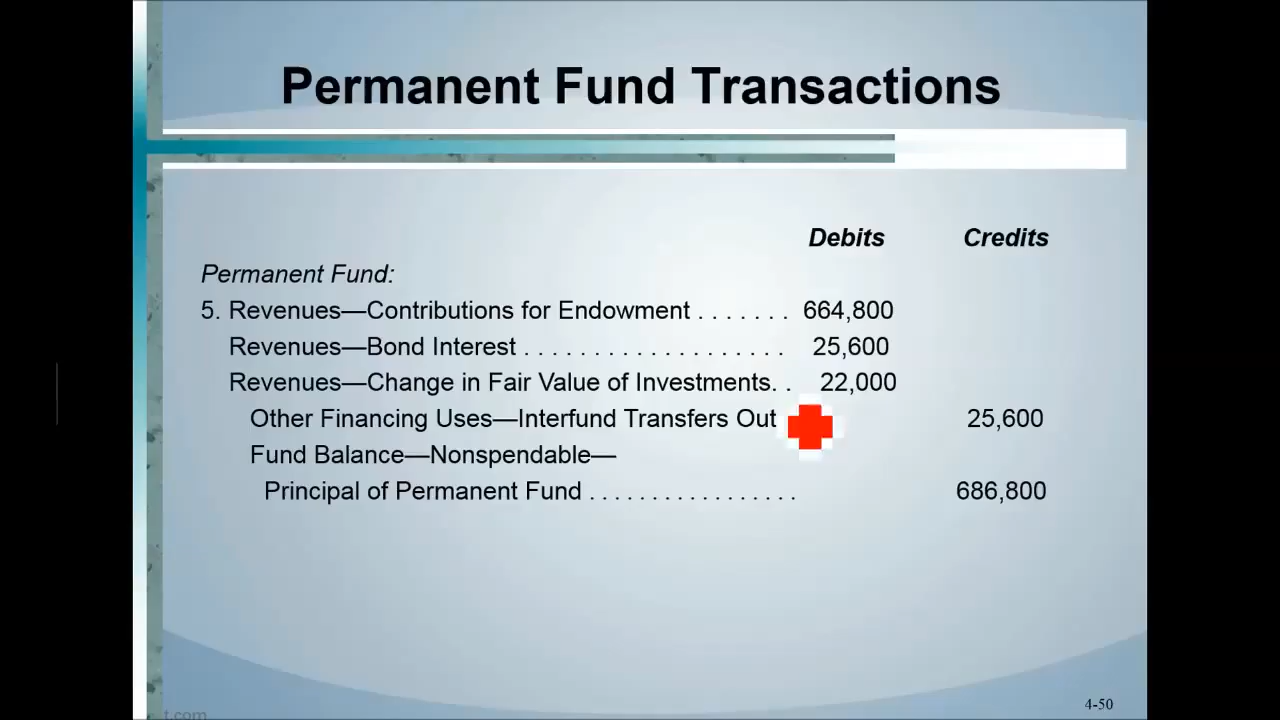 Permanent Fund Transactions
Debits Credits
Permanent Fund:
5. Revenues—Contributions for Endowment . . . . . . . 664,800
Revenues—Bond Interest . . . . . . . . . . . . . . . . . . . 25,600
Revenues—Change in Fair Value of Investments. . 22,000
Other Financing Uses—Interfund Transfers Out 25,600
Fund Balance—Nonspendable—
Principal of Permanent Fund . . . . . . . . . . . . . . . . . 686,800
4-50
t.com